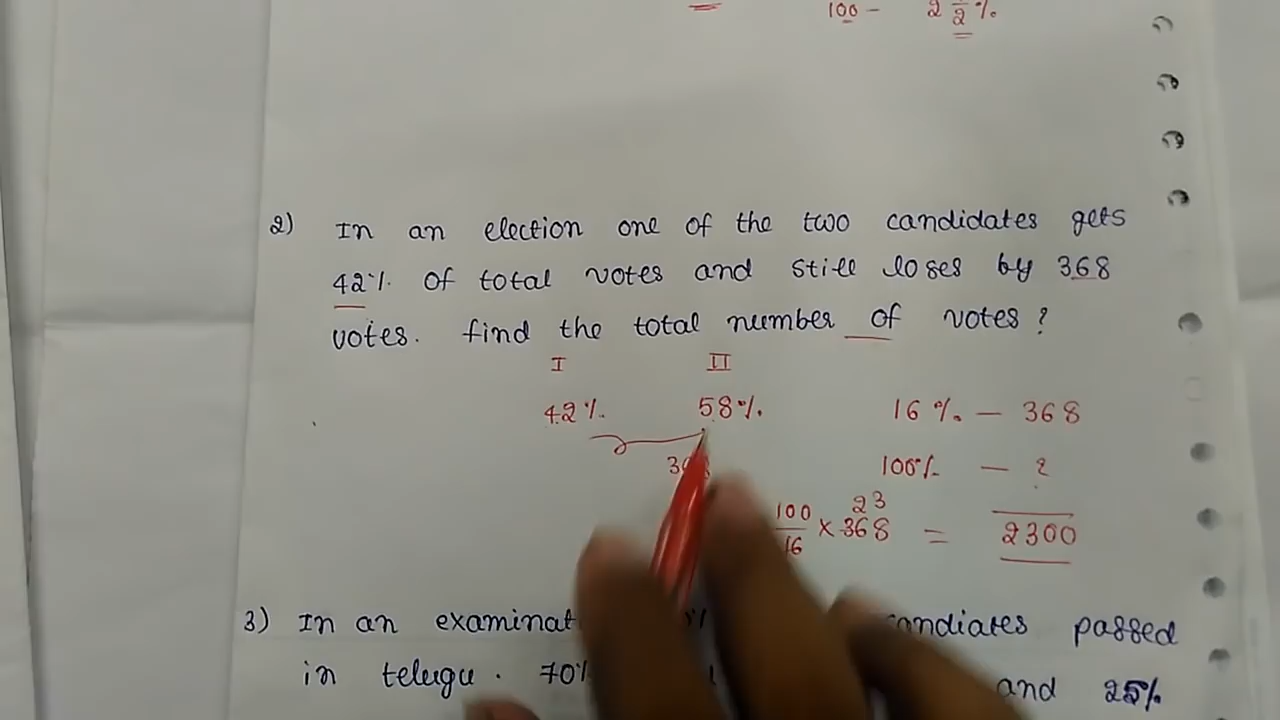 100 - 2 1/2 %
2) In an election one of the two candidates gets
42% of total votes and still loses by 368
votes. find the total number of votes?
I II
42% 58% 16% - 368
100% - ?
23
100/16 × 368 = 2300
3) In an candiates passed
in telugu. 70% and 25%